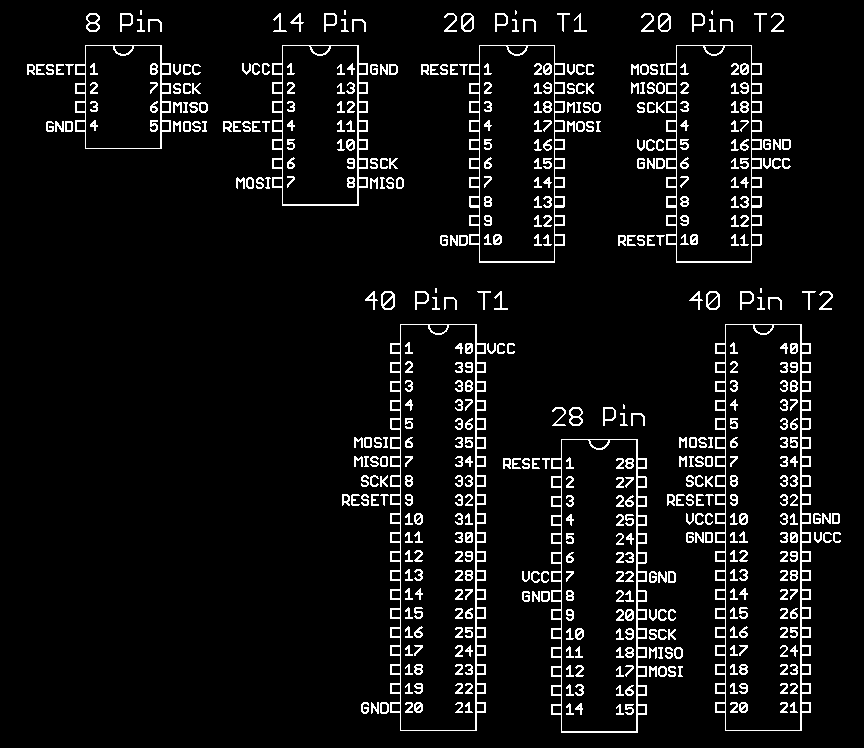 8 Pin
RESET 1 8 VCC
2 7 SCK
3 6 MISO
GND 4 5 MOSI
14 Pin
VCC 1 14 GND
2 13
3 12
RESET 4 11
5 10
6 9 SCK
MOSI 7 8 MISO
20 Pin T1
RESET 1 20 VCC
2 19 SCK
3 18 MISO
4 17 MOSI
5 16
6 15
7 14
8 13
9 12
GND 10 11
20 Pin T2
MOSI 1 20
MISO 2 19
SCK 3 18
4 17
VCC 5 16 GND
GND 6 15 VCC
7 14
8 13
9 12
RESET 10 11
40 Pin T1
1 40 VCC
2 39
3 38
4 37
5 36
MOSI 6 35
MISO 7 34
SCK 8 33
RESET 9 32
10 31
11 30
12 29
13 28
14 27
15 26
16 25
17 24
18 23
19 22
GND 20 21
28 Pin
RESET 1 28
2 27
3 26
4 25
5 24
6 23
VCC 7 22 GND
GND 8 21
9 20 VCC
10 19 SCK
11 18 MISO
12 17 MOSI
13 16
14 15
40 Pin T2
1 40
2 39
3 38
4 37
5 36
MOSI 6 35
MISO 7 34
SCK 8 33
RESET 9 32
VCC 10 31 GND
GND 11 30 VCC
12 29
13 28
14 27
15 26
16 25
17 24
18 23
19 22
20 21